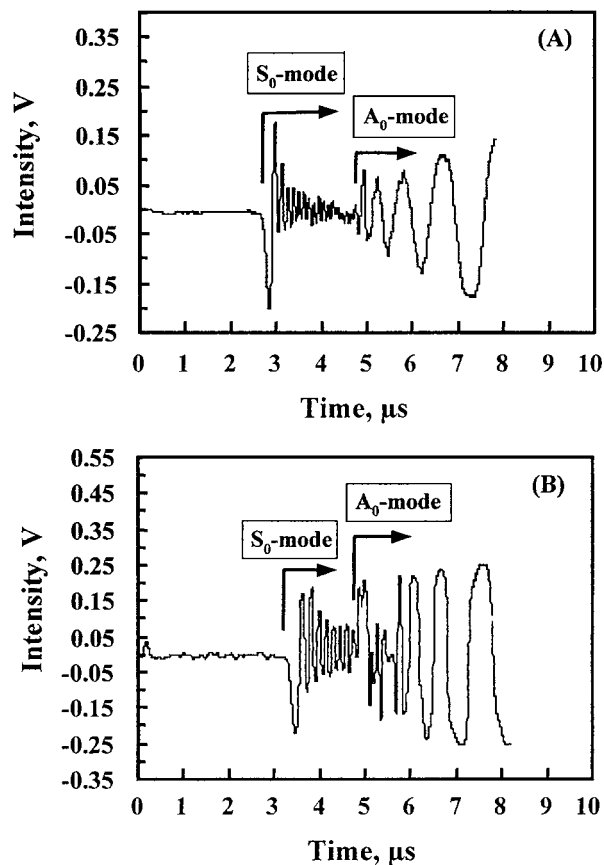 (A)
0.35
0.25
0.15
0.05
-0.05
-0.15
-0.25
Intensity, V
S₀-mode
A₀-mode
0 1 2 3 4 5 6 7 8 9 10
Time, μs
(B)
0.55
0.45
0.35
0.25
0.15
0.05
-0.05
-0.15
-0.25
-0.35
Intensity, V
A₀-mode
S₀-mode
0 1 2 3 4 5 6 7 8 9 10
Time, μs